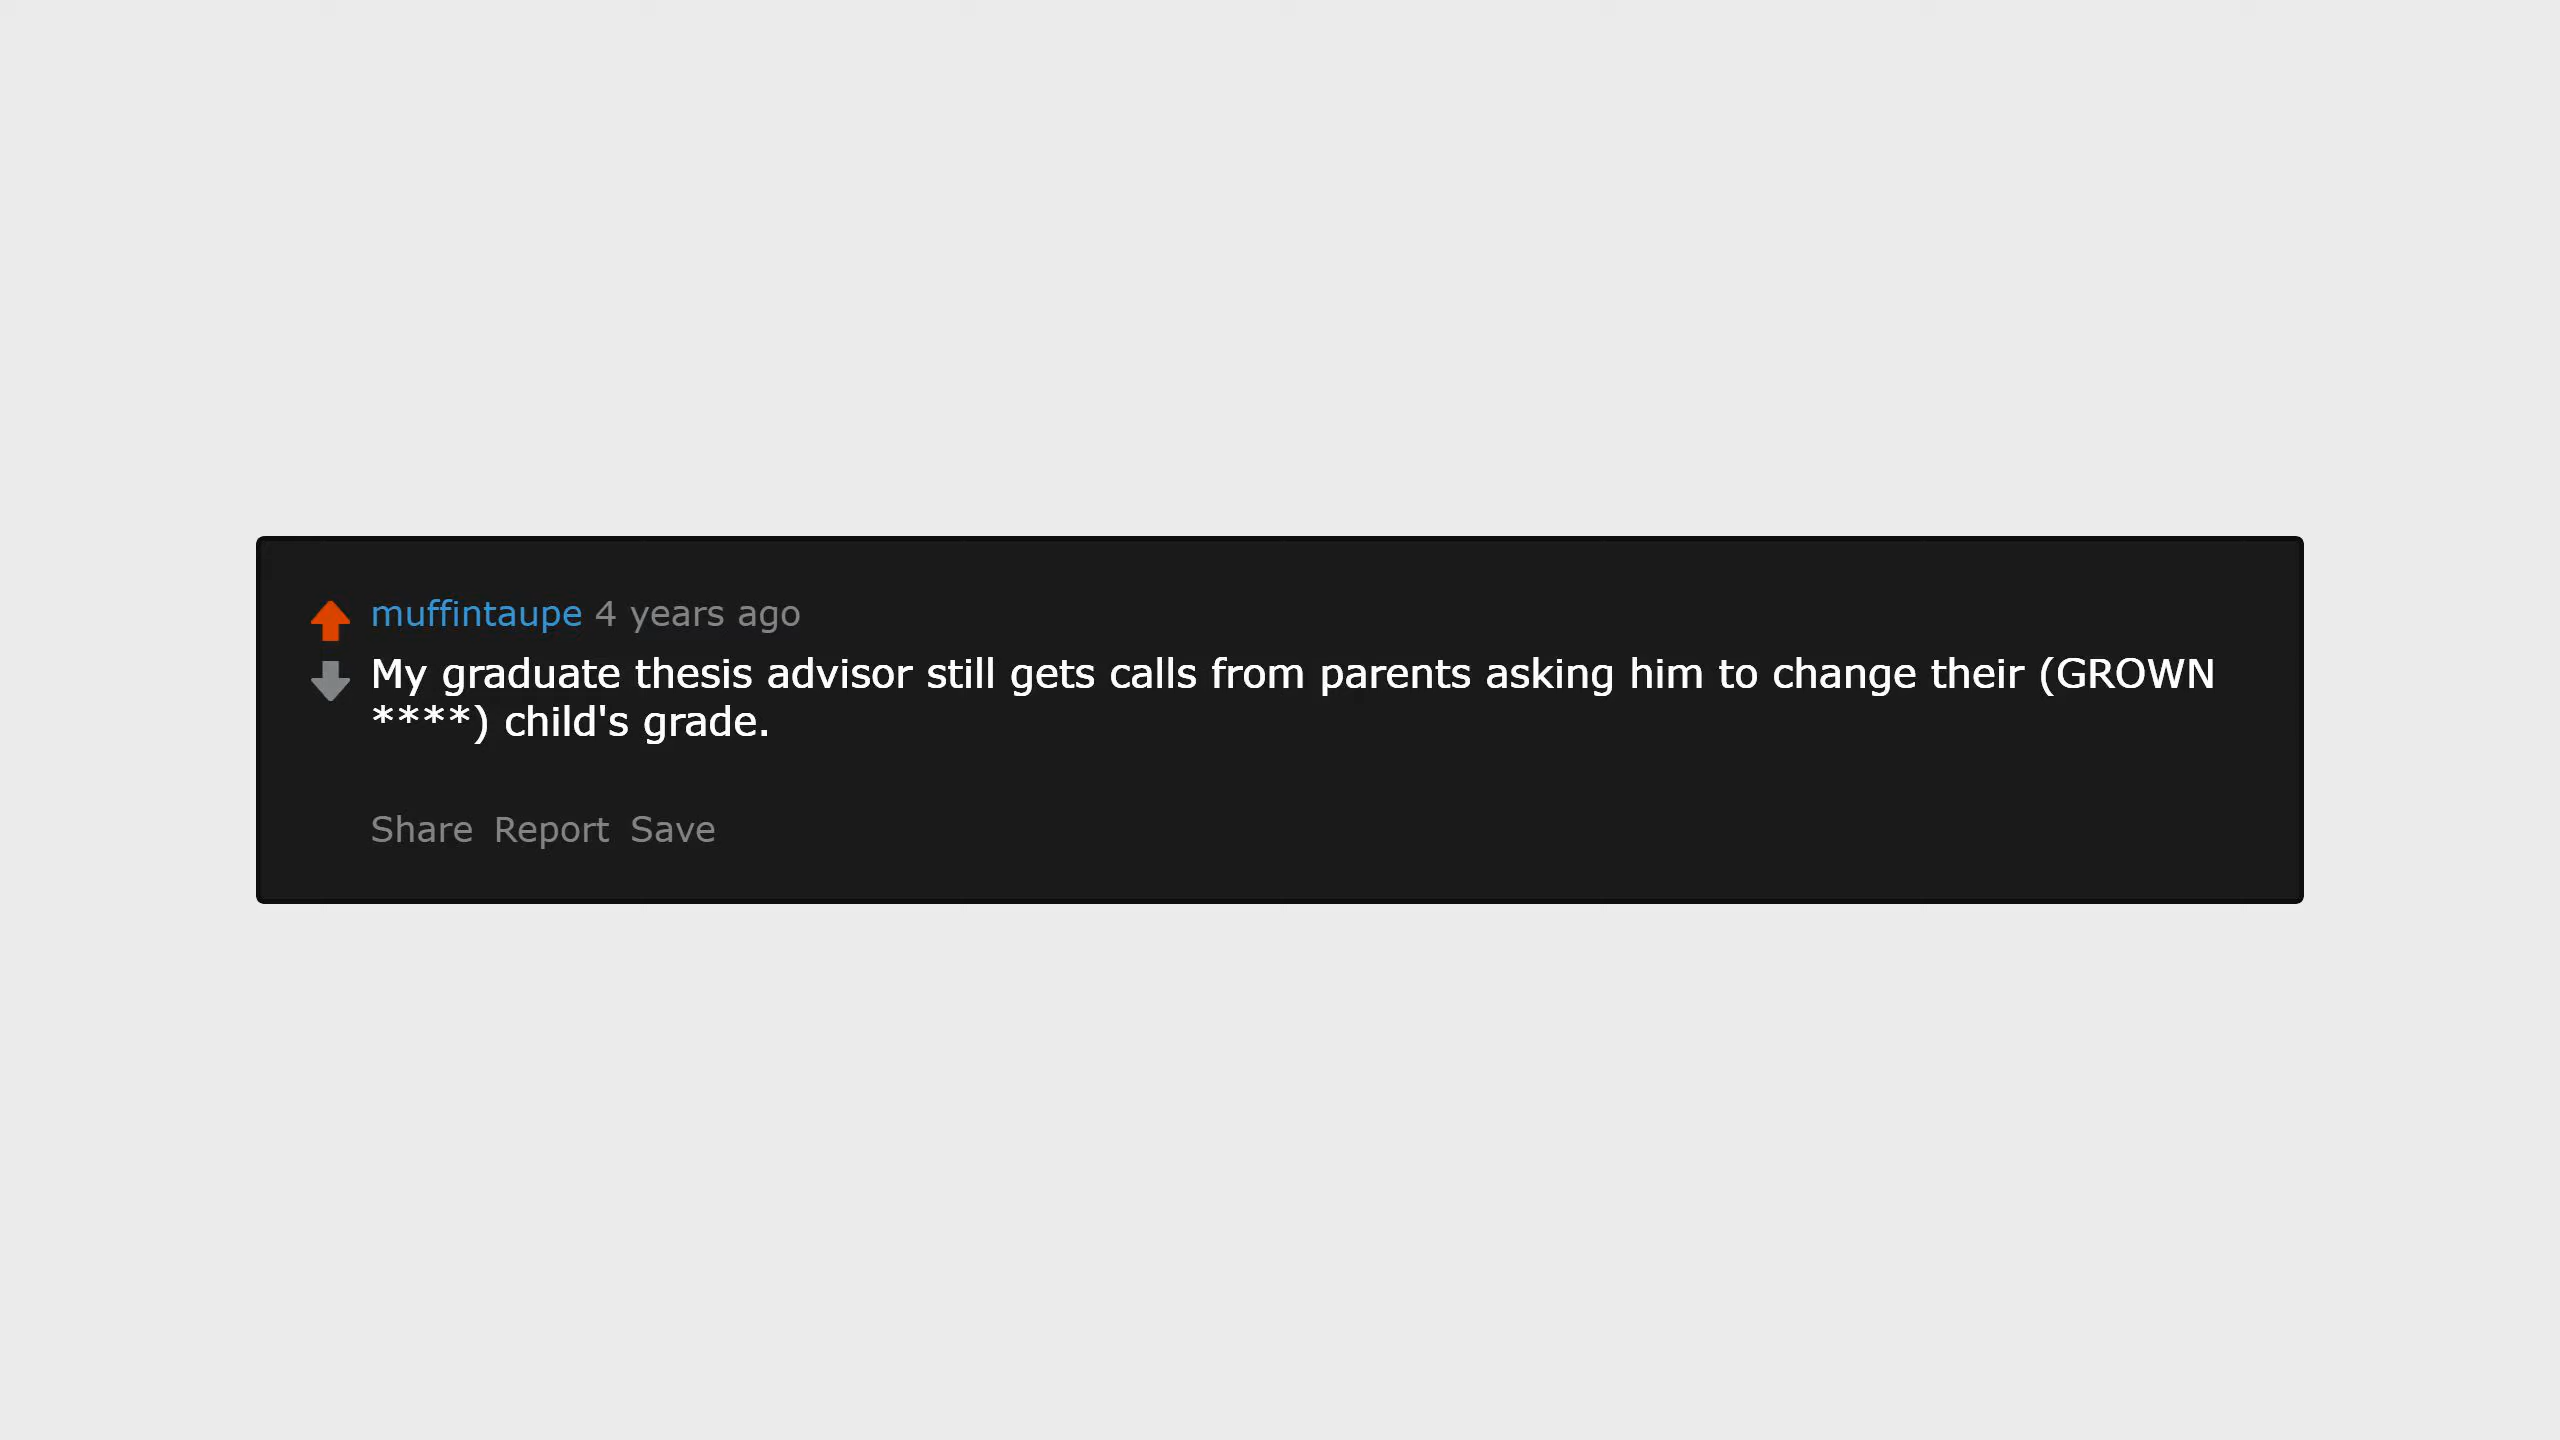 muffintaupe 4 years ago
My graduate thesis advisor still gets calls from parents asking him to change their (GROWN
****) child's grade.
Share Report Save